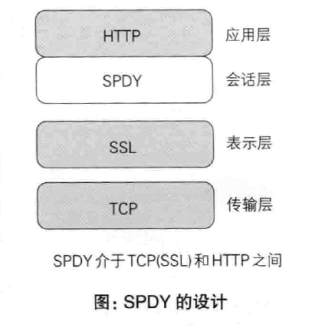 HTTP 应用层
SPDY 会话层
SSL 表示层
TCP 传输层
SPDY 介于 TCP(SSL) 和 HTTP 之间
图：SPDY 的设计